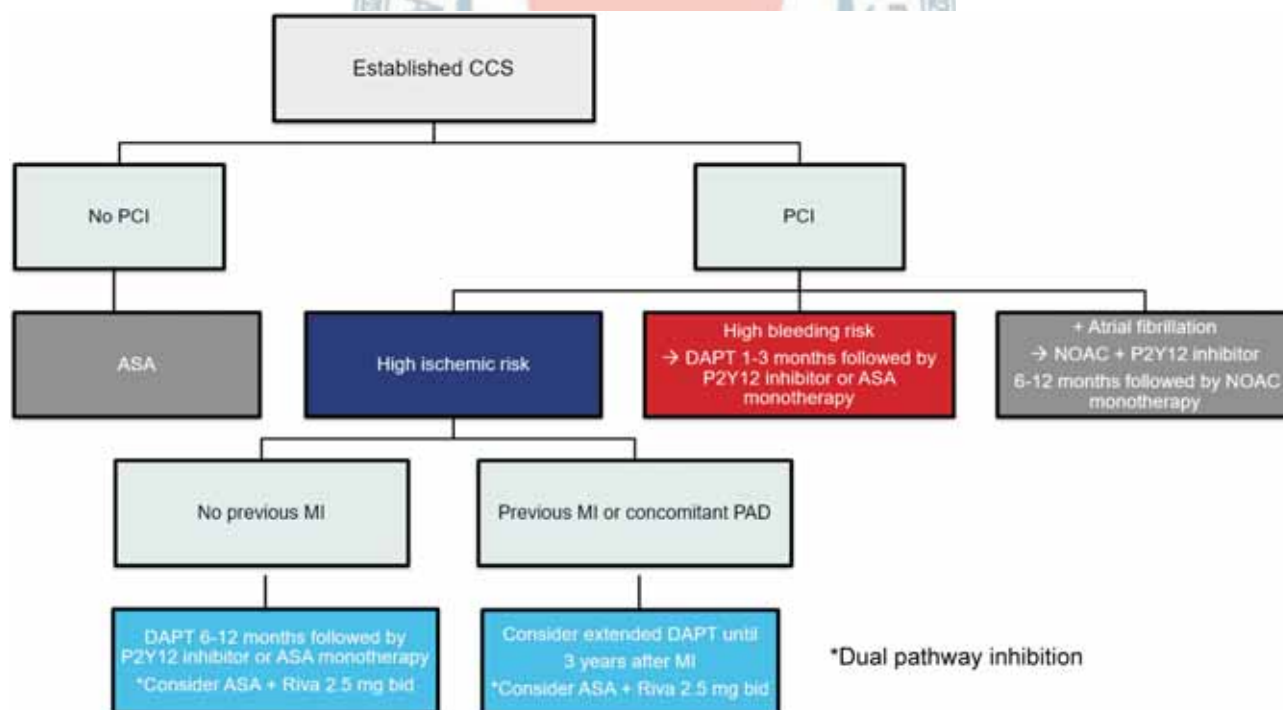 Established CCS
No PCI
PCI
ASA
High ischemic risk
High bleeding risk
→ DAPT 1-3 months followed by
P2Y12 inhibitor or ASA
monotherapy
+ Atrial fibrillation
→ NOAC + P2Y12 inhibitor
6-12 months followed by NOAC
monotherapy
No previous MI
Previous MI or concomitant PAD
DAPT 6-12 months followed by
P2Y12 inhibitor or ASA monotherapy
*Consider ASA + Riva 2.5 mg bid
Consider extended DAPT until
3 years after MI
*Consider ASA + Riva 2.5 mg bid
*Dual pathway inhibition